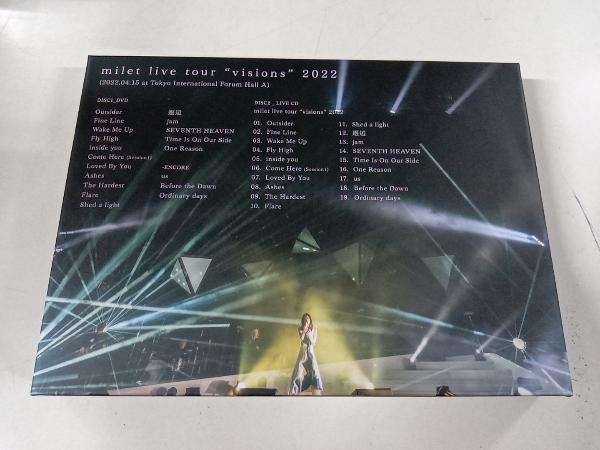 milet live tour "visions" 2022
(2022.04.15 at Tokyo International Forum Hall A)
DISC1_DVD
Outsider
Fine Line
Wake Me Up
Fly High
inside you
Come Here (Session1)
Loved By You
Ashes
The Hardest
Flare
Shed a light
邂逅
jam
SEVENTH HEAVEN
Time Is On Our Side
One Reason
-ENCORE
us
Before the Dawn
Ordinary days
DISC2 _ LIVE CD
milet live tour "visions" 2022
01. Outsider
02. Fine Line
03. Wake Me Up
04. Fly High
05. inside you
06. Come Here (Session1)
07. Loved By You
08. Ashes
09. The Hardest
10. Flare
11. Shed a light
12. 邂逅
13. jam
14. SEVENTH HEAVEN
15. Time Is On Our Side
16. One Reason
17. us
18. Before the Dawn
19. Ordinary days